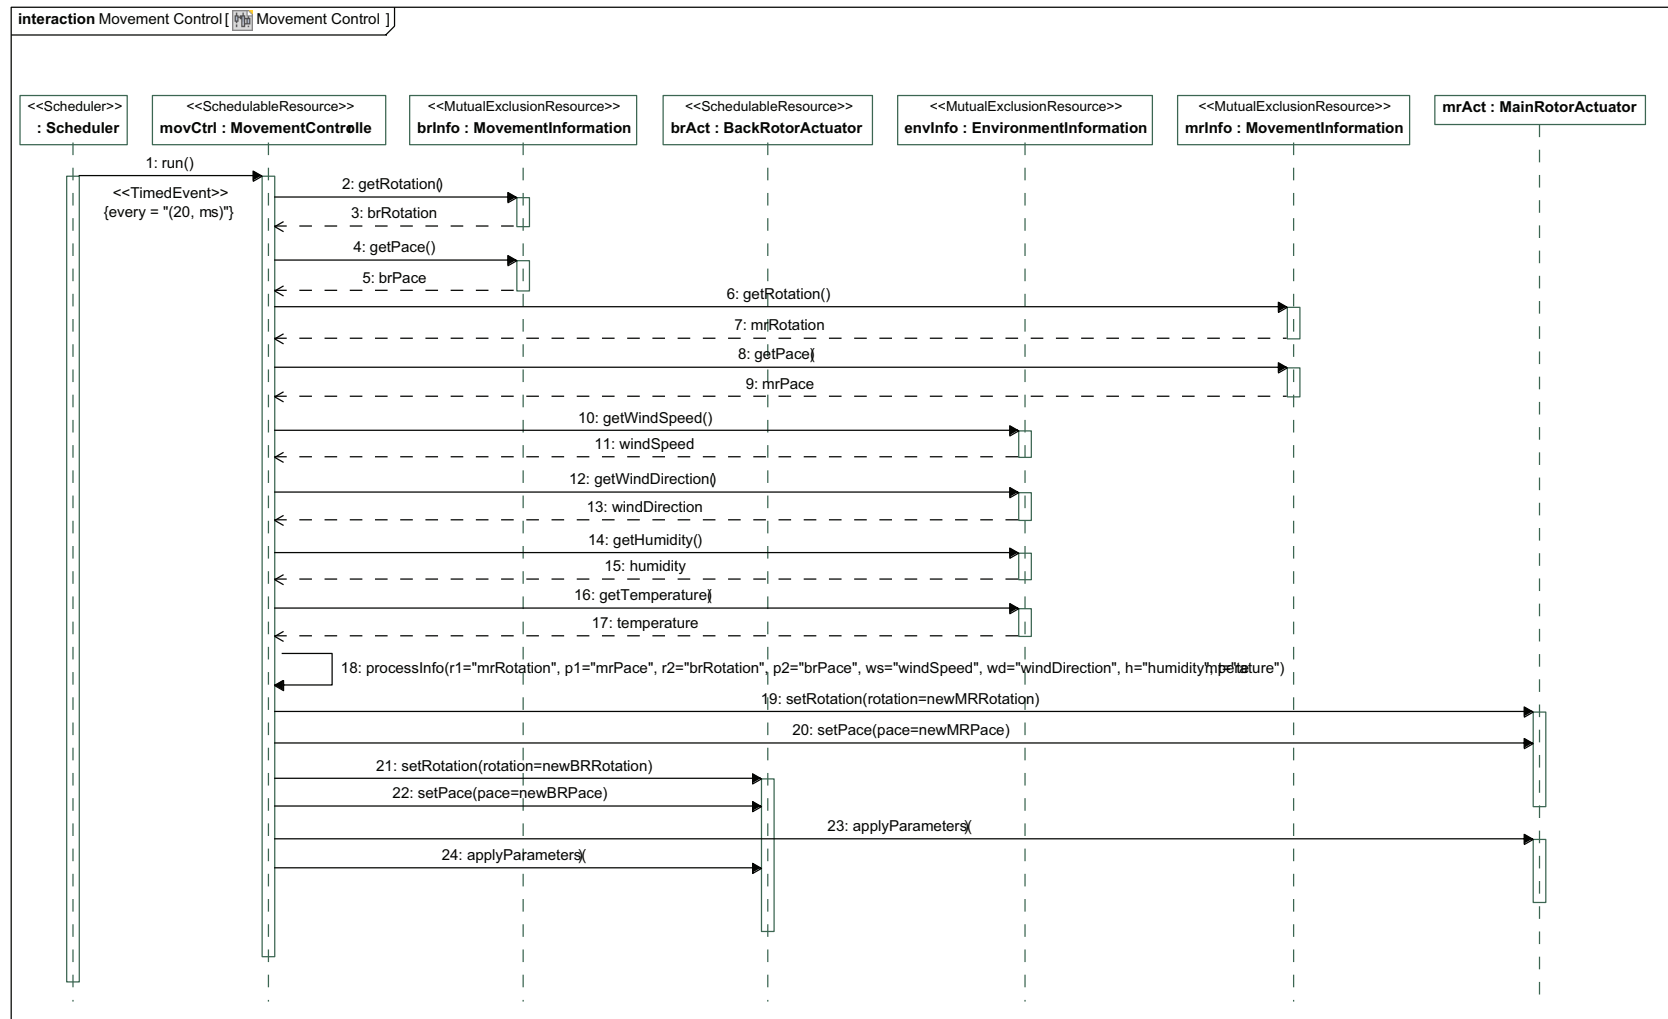 interaction Movement Control [ Movement Control ]
<<Scheduler>>
: Scheduler
<<SchedulableResource>>
movCtrl : MovementControlle
<<MutualExclusionResource>>
brInfo : MovementInformation
<<SchedulableResource>>
brAct : BackRotorActuator
<<MutualExclusionResource>>
envInfo : EnvironmentInformation
<<MutualExclusionResource>>
mrInfo : MovementInformation
mrAct : MainRotorActuator
1: run()
<<TimedEvent>>
{every = "(20, ms)"}
2: getRotation()
3: brRotation
4: getPace()
5: brPace
6: getRotation()
7: mrRotation
8: getPace()
9: mrPace
10: getWindSpeed()
11: windSpeed
12: getWindDirection()
13: windDirection
14: getHumidity()
15: humidity
16: getTemperature()
17: temperature
18: processInfo(r1="mrRotation", p1="mrPace", r2="brRotation", p2="brPace", ws="windSpeed", wd="windDirection", h="humidity", t="temperature")
19: setRotation(rotation=newMRRotation)
20: setPace(pace=newMRPace)
21: setRotation(rotation=newBRRotation)
22: setPace(pace=newBRPace)
23: applyParameters()
24: applyParameters()